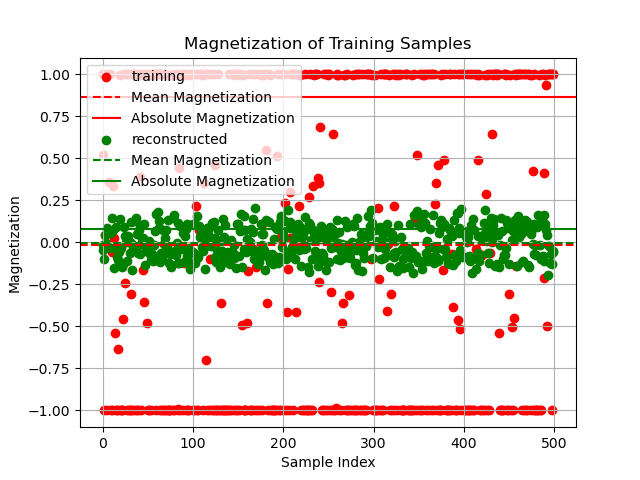 Magnetization of Training Samples
training
Mean Magnetization
Absolute Magnetization
reconstructed
Mean Magnetization
Absolute Magnetization
Magnetization
1.00
0.75
0.50
0.25
0.00
−0.25
−0.50
−0.75
−1.00
0 100 200 300 400 500
Sample Index